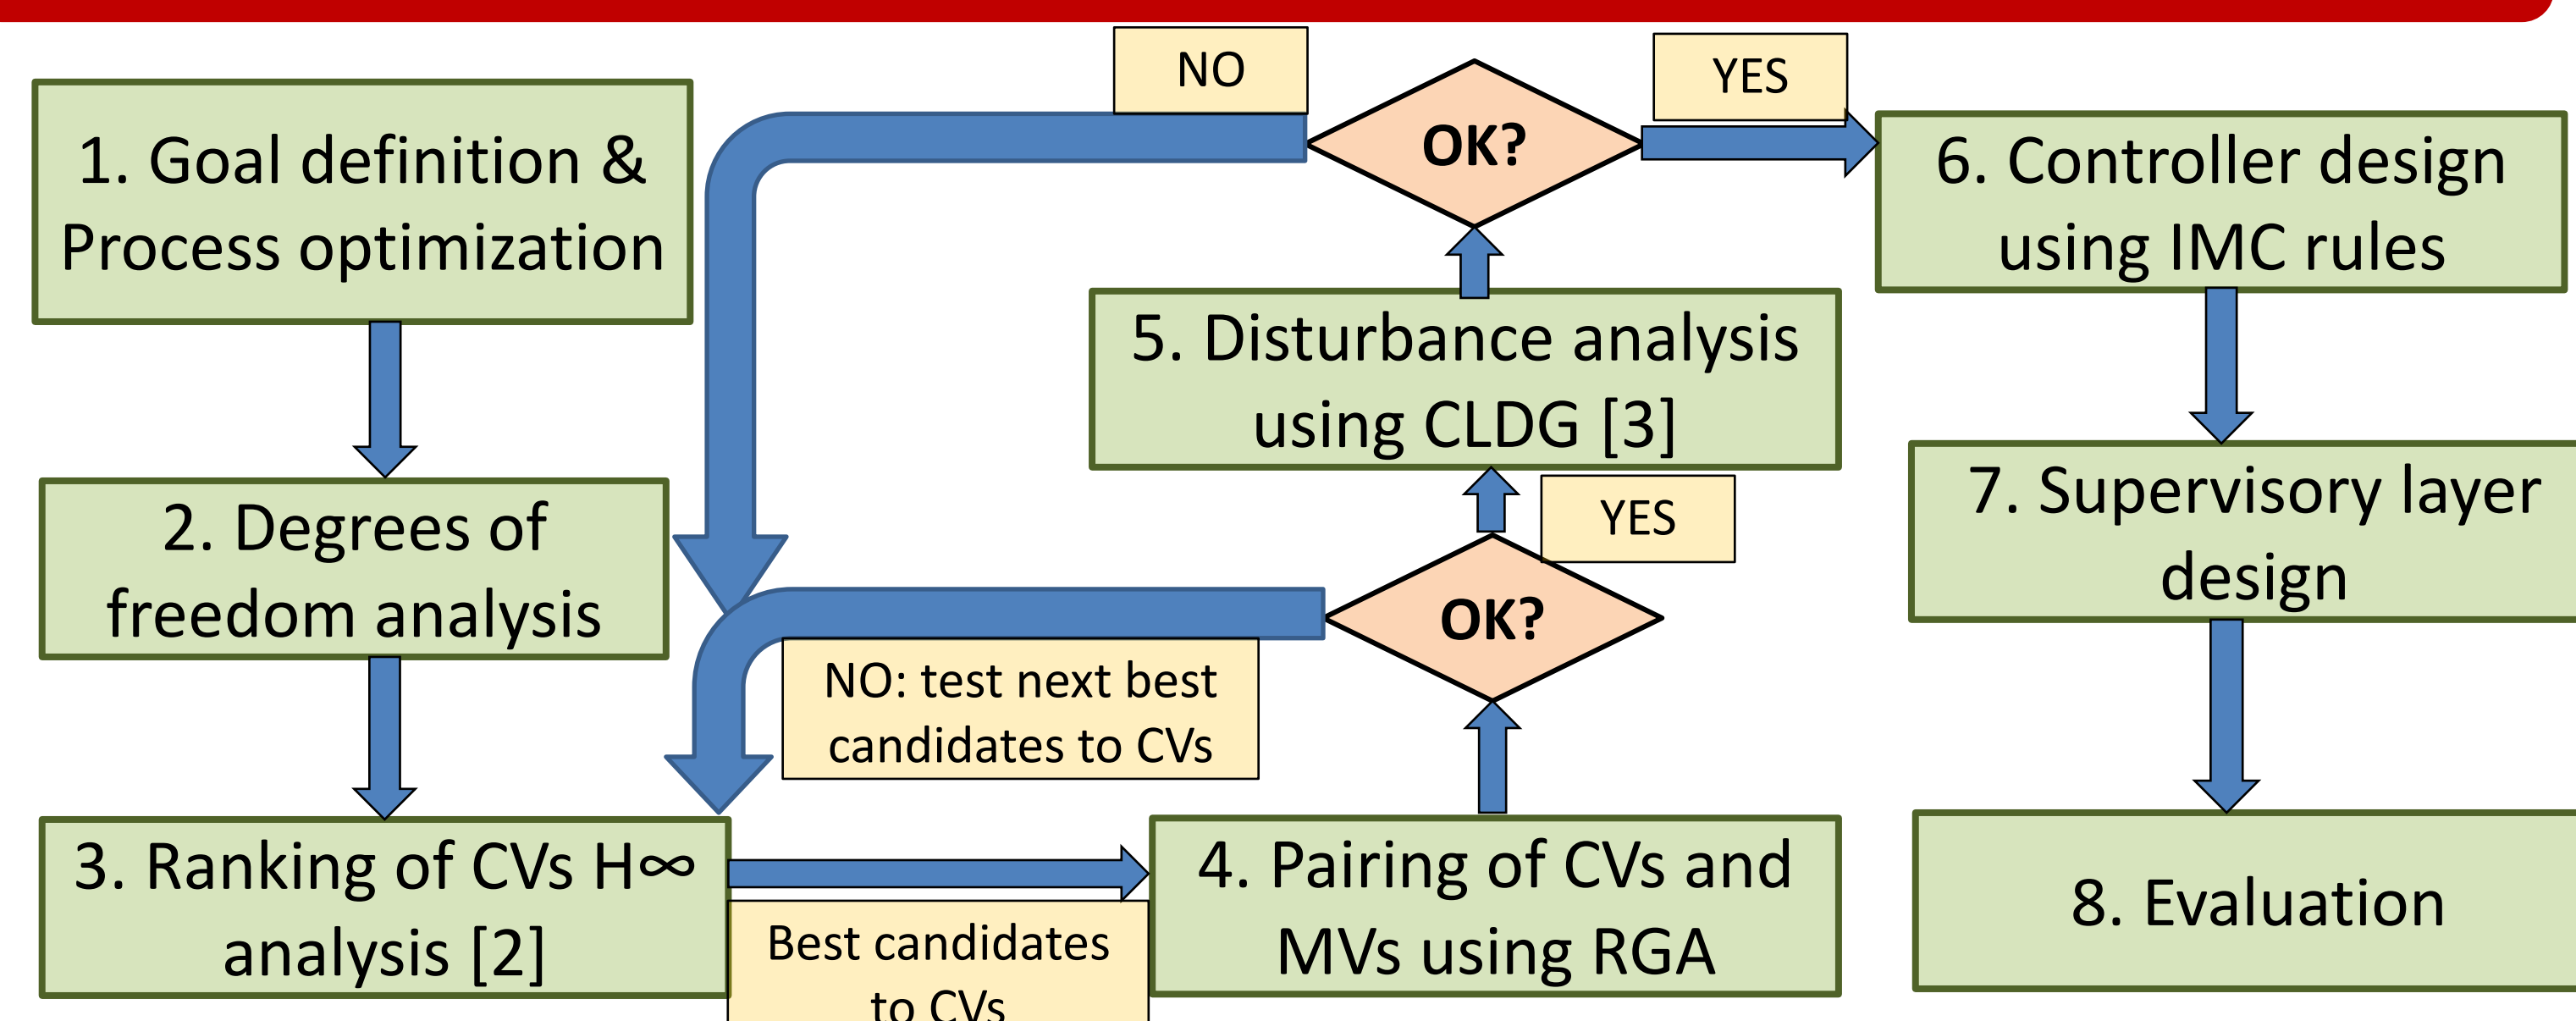 1. Goal definition &
Process optimization
2. Degrees of
freedom analysis
3. Ranking of CVs H∞
analysis [2]
Best candidates
to CVs
4. Pairing of CVs and
MVs using RGA
OK?
NO: test next best
candidates to CVs
YES
5. Disturbance analysis
using CLDG [3]
OK?
NO
YES
6. Controller design
using IMC rules
7. Supervisory layer
design
8. Evaluation